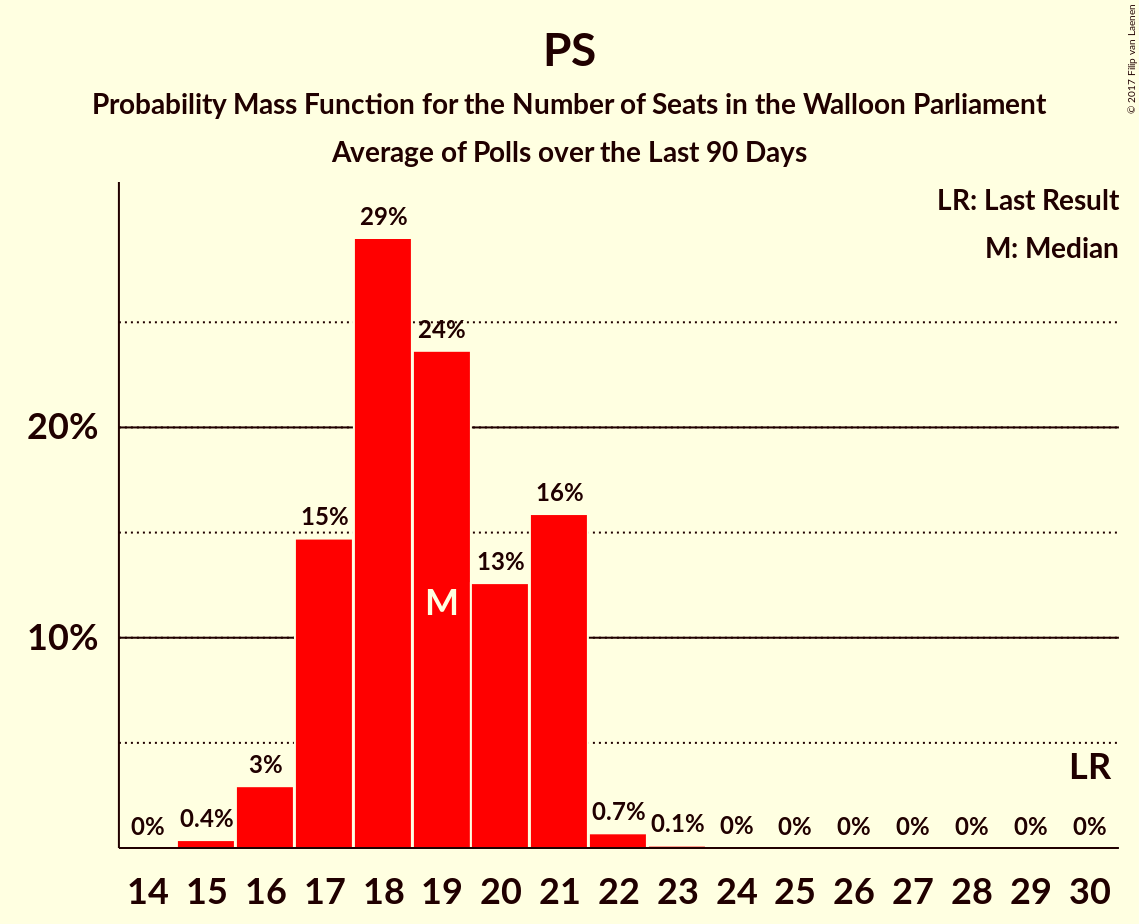 PS
Probability Mass Function for the Number of Seats in the Walloon Parliament
Average of Polls over the Last 90 Days
© 2017 Filip van Laenen
LR: Last Result
M: Median
29%
24%
20%
16%
15%
13%
M
10%
3%
LR
0% 0.4% 0.7% 0.1% 0% 0% 0% 0% 0% 0% 0%
14 15 16 17 18 19 20 21 22 23 24 25 26 27 28 29 30